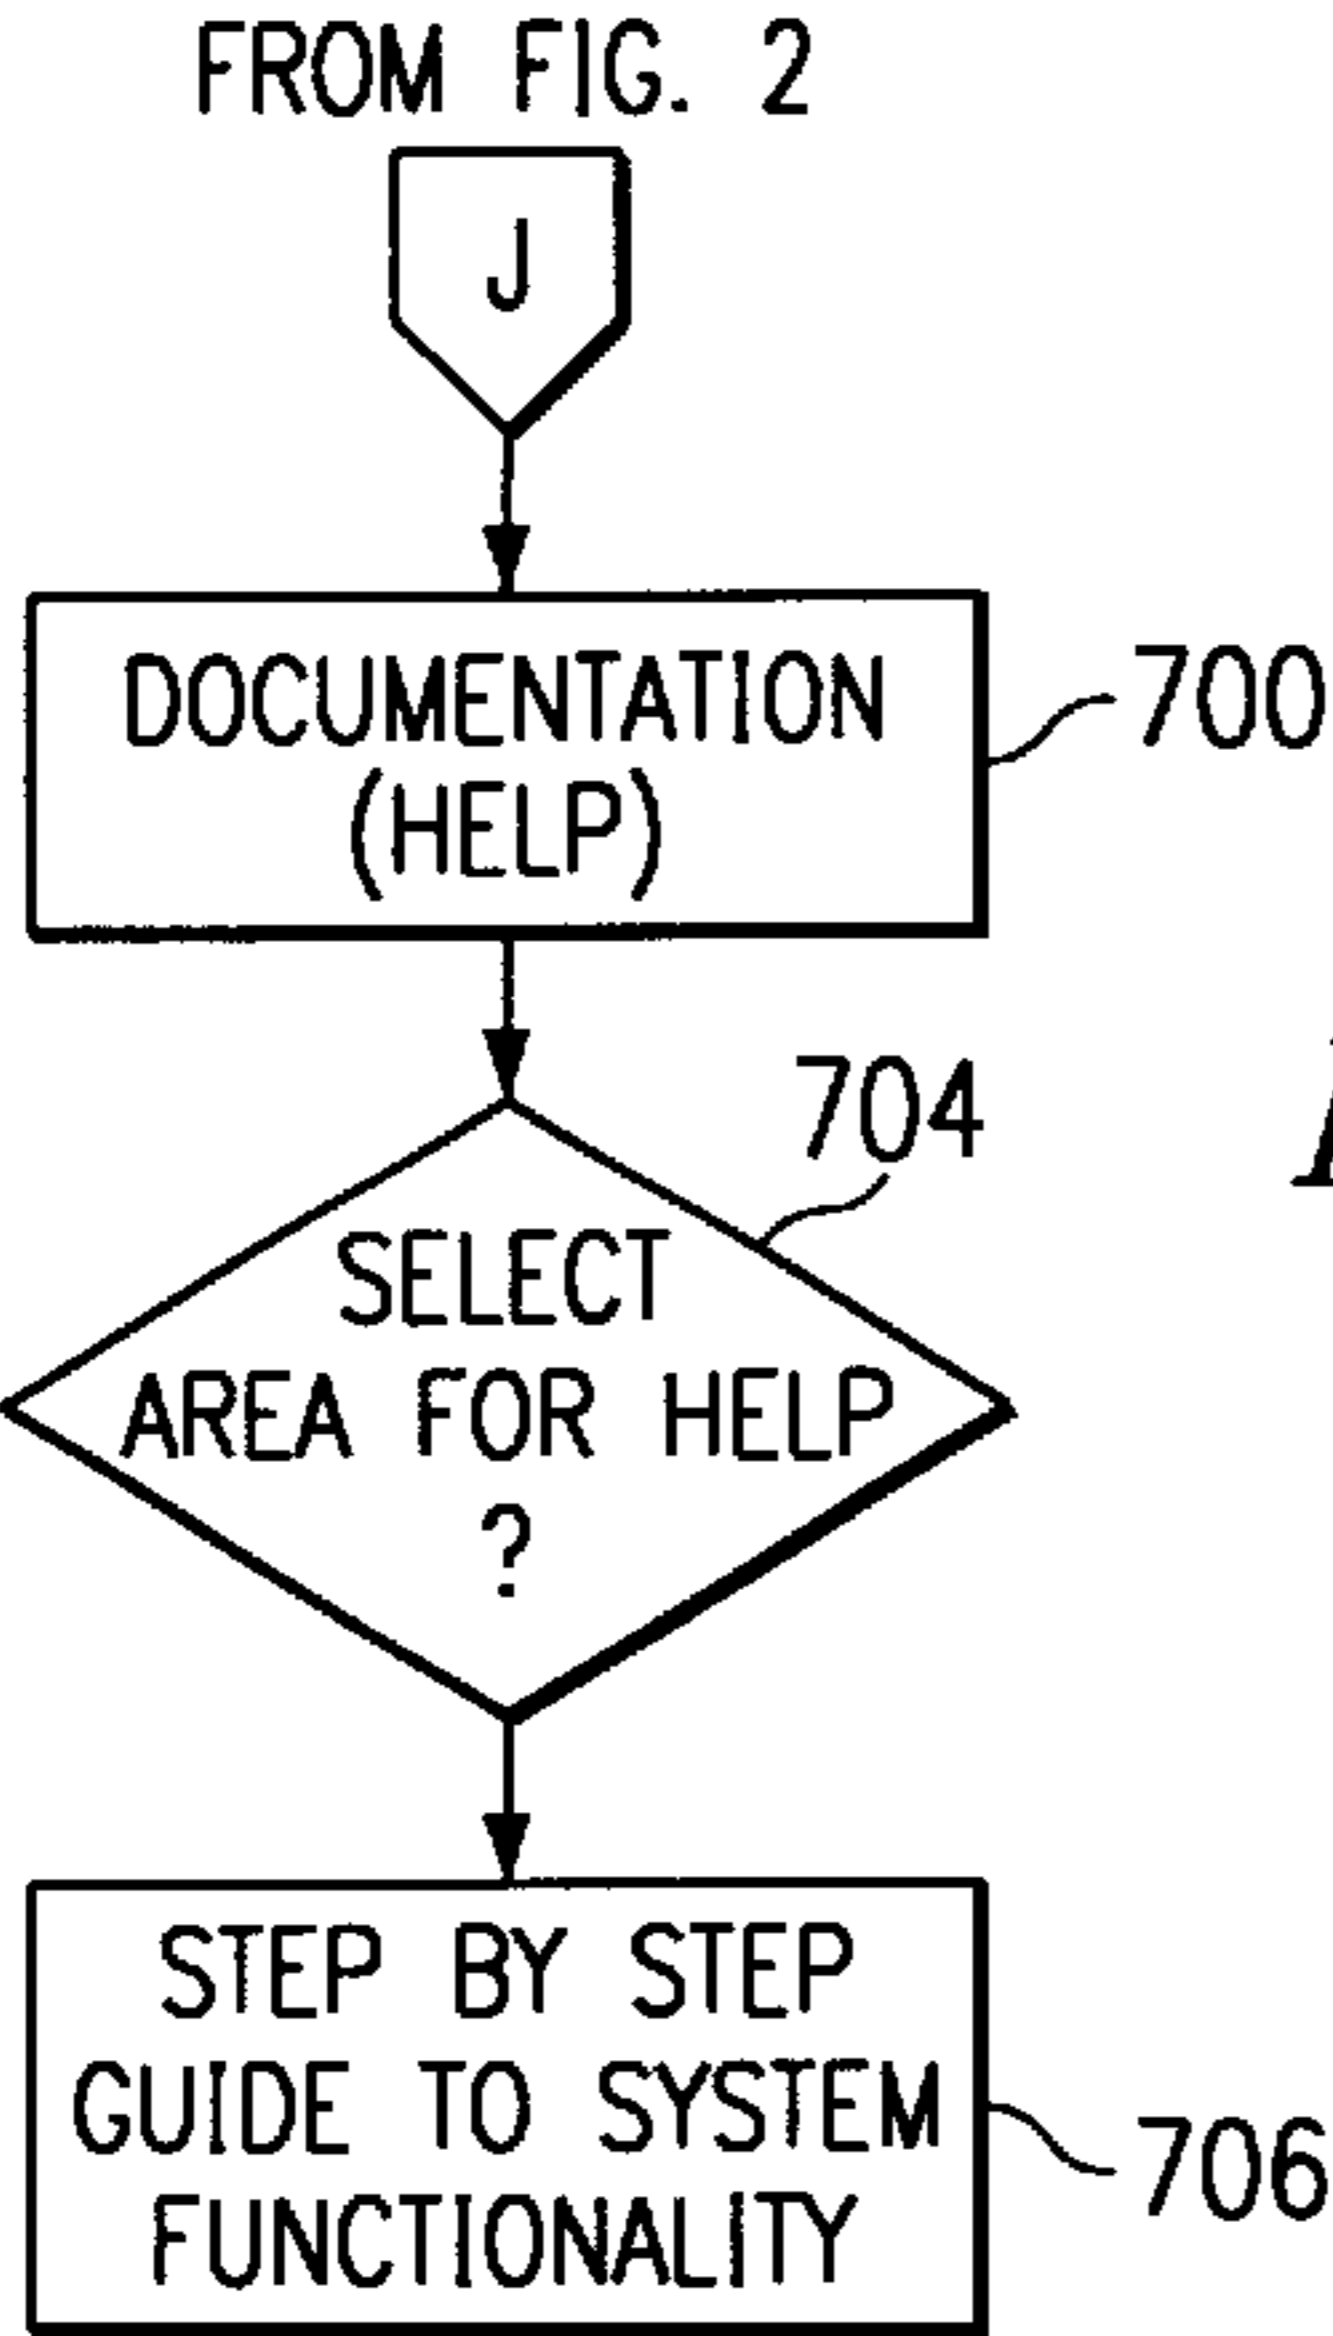 FROM FIG. 2
J
DOCUMENTATION
(HELP)
700
704
SELECT
AREA FOR HELP
?
STEP BY STEP
GUIDE TO SYSTEM
FUNCTIONALITY
706